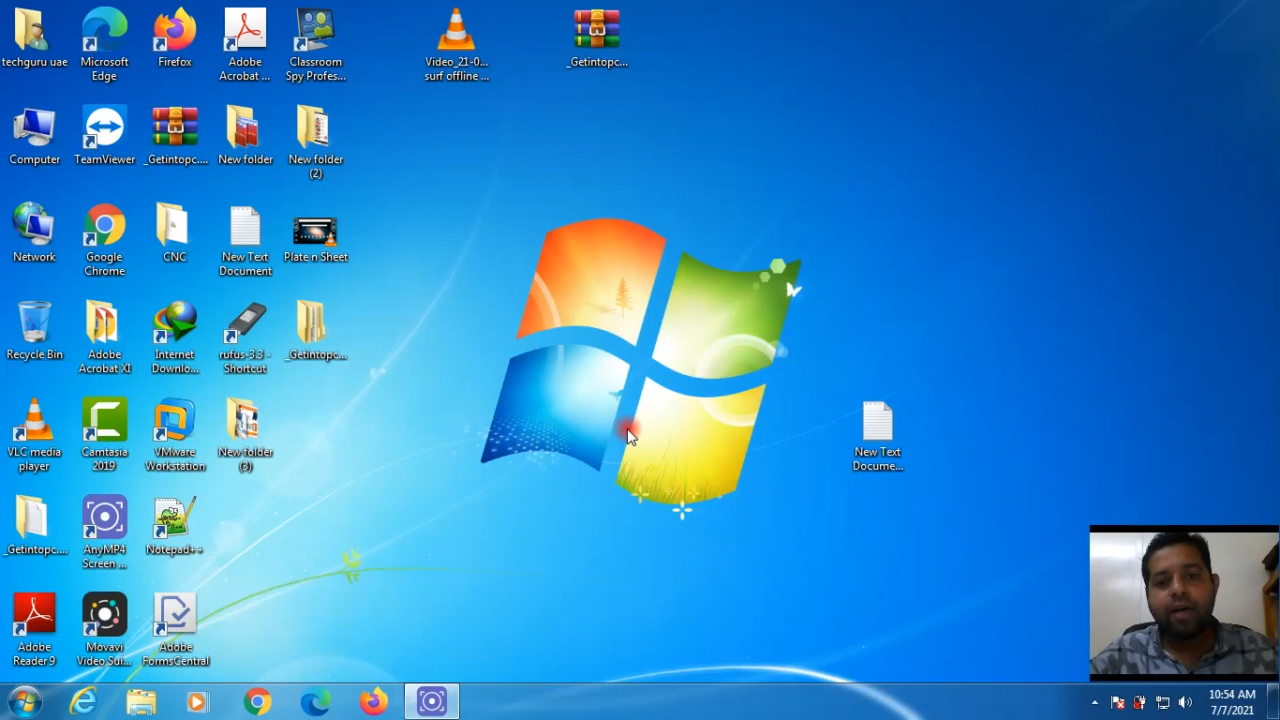 techguru uae
Microsoft
Edge
Firefox
Adobe
Acrobat ...
Classroom
Spy Profes...
Video_21-0...
surf offline ...
_Getintopc...
Computer
TeamViewer
_Getintopc....
New folder
New folder
(2)
Network
Google
Chrome
CNC
New Text
Document
Plate n Sheet
Recycle Bin
Adobe
Acrobat XI
Internet
Downlo...
rufus-3.3 -
Shortcut
_Getintopc...
VLC media
player
Camtasia
2019
VMware
Workstation
New folder
(3)
New Text
Docume...
_Getintopc....
AnyMP4
Screen ...
Notepad++
Adobe
Reader 9
Movavi
Video Sui...
Adobe
FormsCentral
10:54 AM
7/7/2021